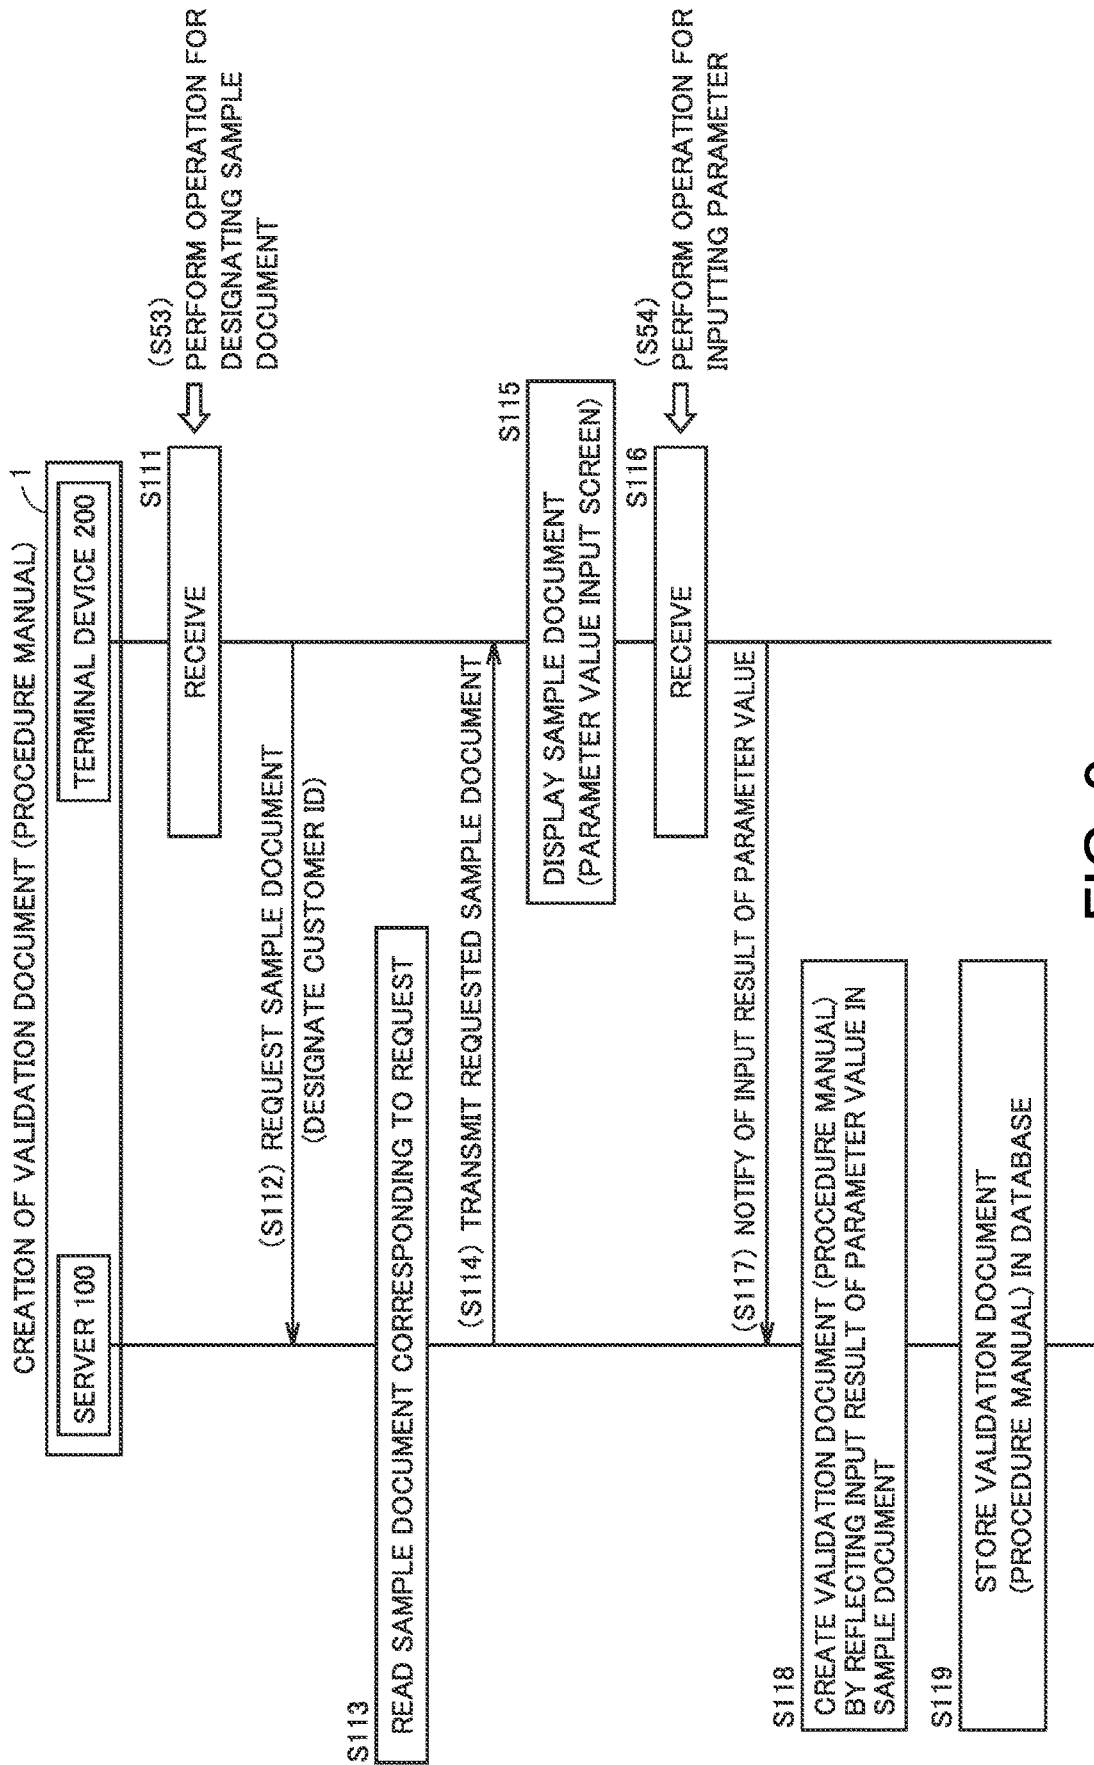 CREATION OF VALIDATION DOCUMENT (PROCEDURE MANUAL)
1
SERVER 100
TERMINAL DEVICE 200
S111
RECEIVE
(S53)
PERFORM OPERATION FOR
DESIGNATING SAMPLE
DOCUMENT
(S112) REQUEST SAMPLE DOCUMENT
(DESIGNATE CUSTOMER ID)
S113
READ SAMPLE DOCUMENT CORRESPONDING TO REQUEST
(S114) TRANSMIT REQUESTED SAMPLE DOCUMENT
S115
DISPLAY SAMPLE DOCUMENT
(PARAMETER VALUE INPUT SCREEN)
S116
RECEIVE
(S54)
PERFORM OPERATION FOR
INPUTTING PARAMETER
(S117) NOTIFY OF INPUT RESULT OF PARAMETER VALUE
S118
CREATE VALIDATION DOCUMENT (PROCEDURE MANUAL)
BY REFLECTING INPUT RESULT OF PARAMETER VALUE IN
SAMPLE DOCUMENT
S119
STORE VALIDATION DOCUMENT
(PROCEDURE MANUAL) IN DATABASE